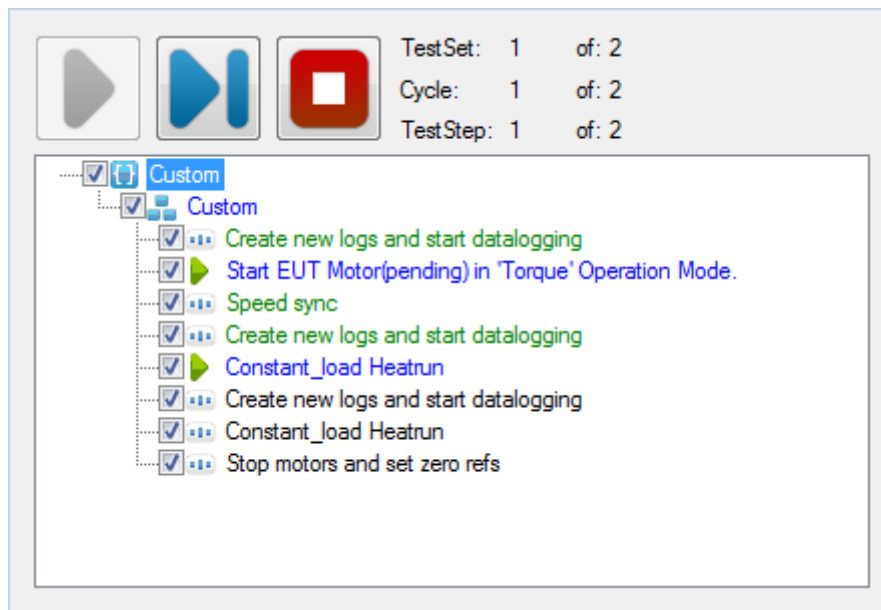 TestSet: 1 of: 2
Cycle: 1 of: 2
TestStep: 1 of: 2
Custom
Custom
Create new logs and start datalogging
Start EUT Motor(pending) in 'Torque' Operation Mode.
Speed sync
Create new logs and start datalogging
Constant_load Heatrun
Create new logs and start datalogging
Constant_load Heatrun
Stop motors and set zero refs